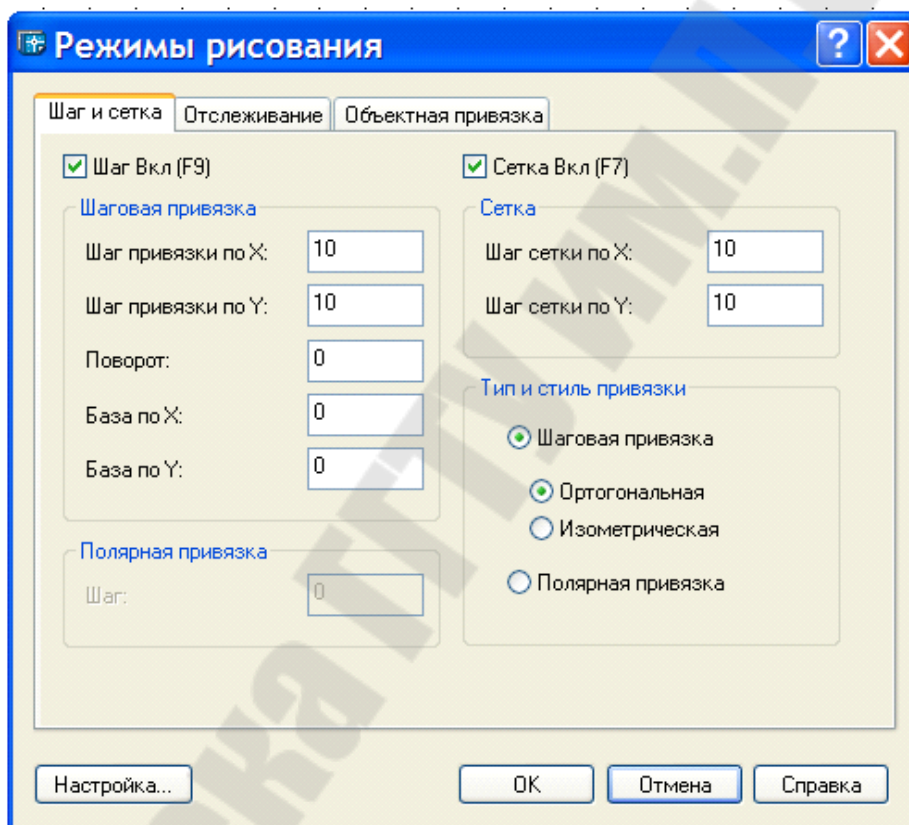 Режимы рисования
Шаг и сетка
Отслеживание
Объектная привязка
Шаг Вкл (F9)
Шаговая привязка
Шаг привязки по X: 10
Шаг привязки по Y: 10
Поворот: 0
База по X: 0
База по Y: 0
Полярная привязка
Шаг: 0
Сетка Вкл (F7)
Сетка
Шаг сетки по X: 10
Шаг сетки по Y: 10
Тип и стиль привязки
Шаговая привязка
Ортогональная
Изометрическая
Полярная привязка
Настройка...
OK
Отмена
Справка
ГГТУ ИМ.П.